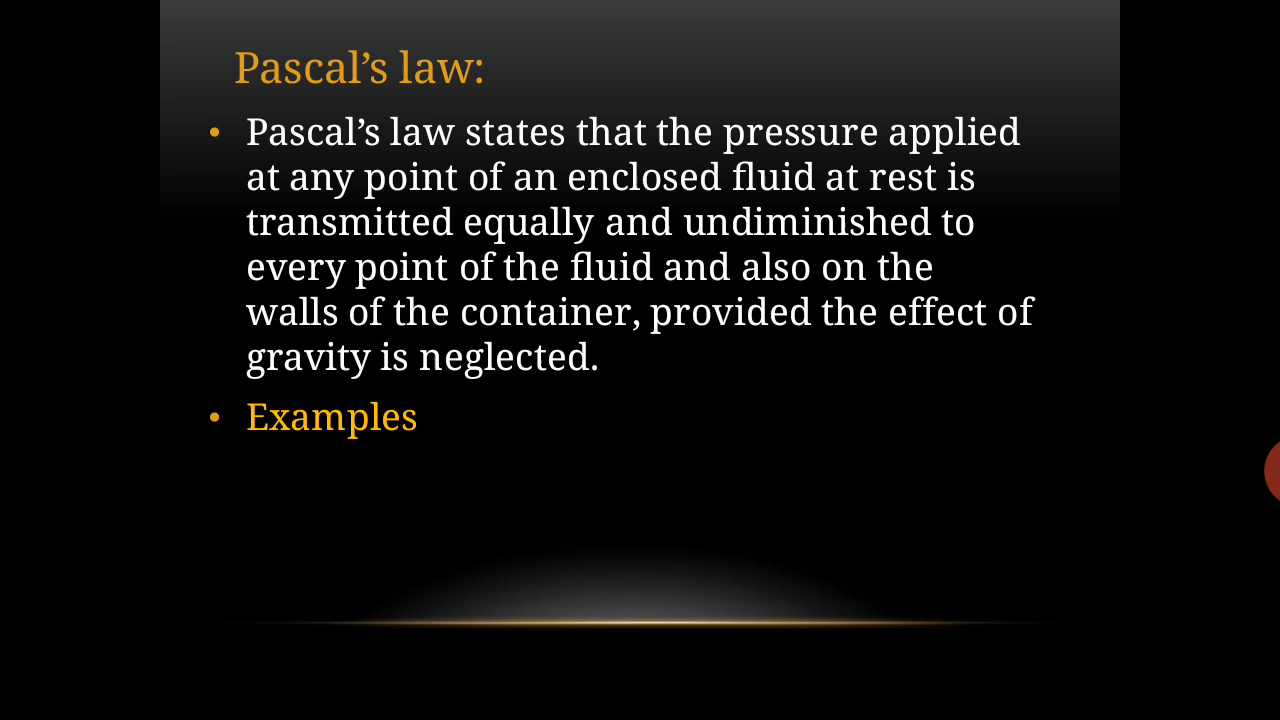 Pascal’s law:
• Pascal’s law states that the pressure applied
at any point of an enclosed fluid at rest is
transmitted equally and undiminished to
every point of the fluid and also on the
walls of the container, provided the effect of
gravity is neglected.
• Examples